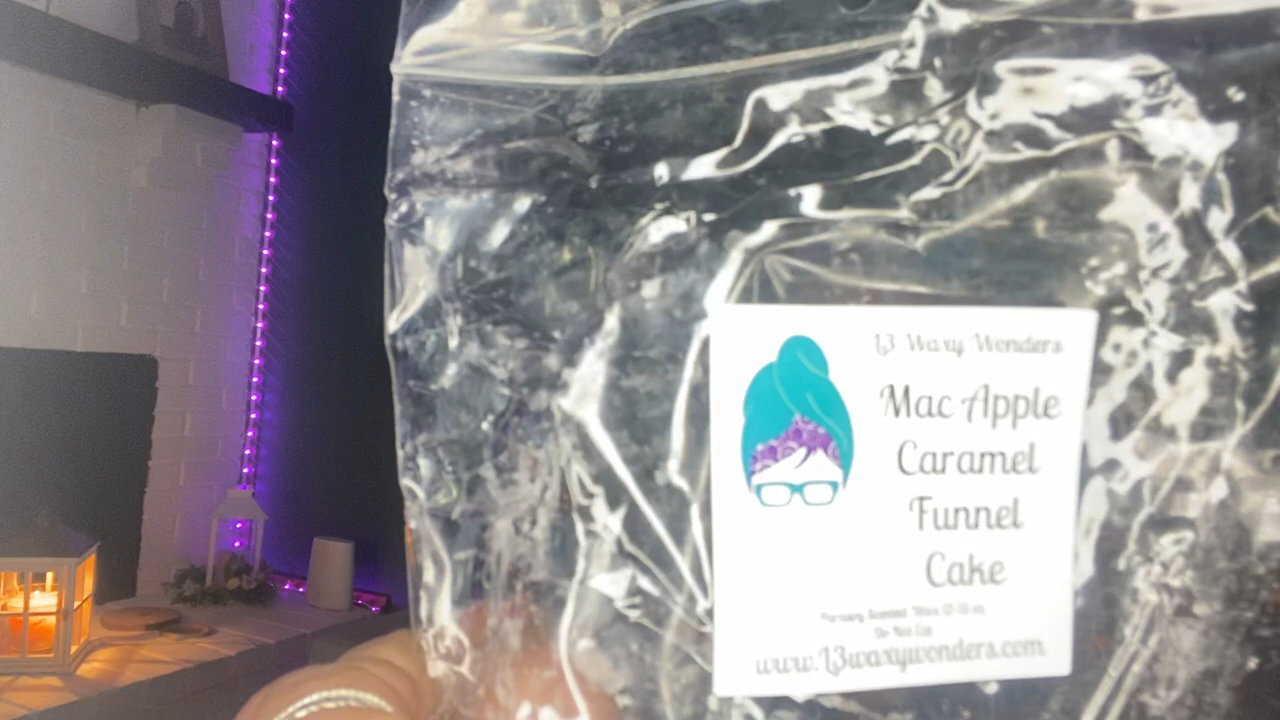 13 Waxy Wonders
Mac Apple
Caramel
Funnel
Cake
Do Not Eat
www.13waxywonders.com